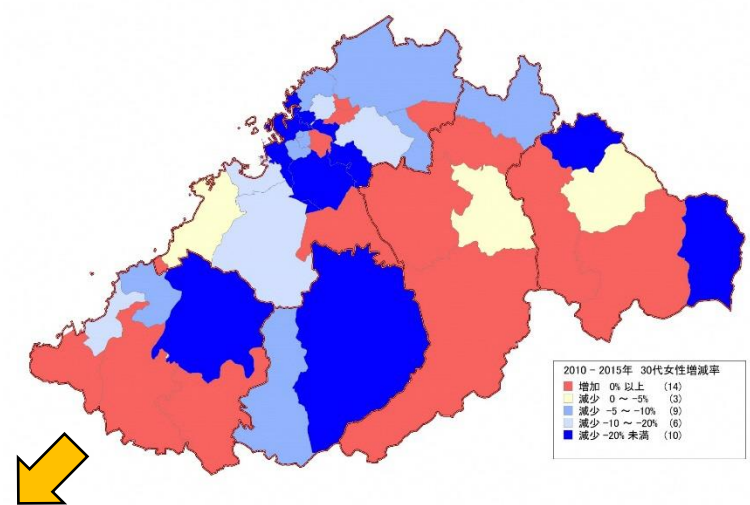 2010 - 2015年 30代女性増減率
増加 0% 以上 (14)
減少 0 ~ -5% (3)
減少 -5 ~ -10% (9)
減少 -10 ~ -20% (6)
減少 -20% 未満 (10)